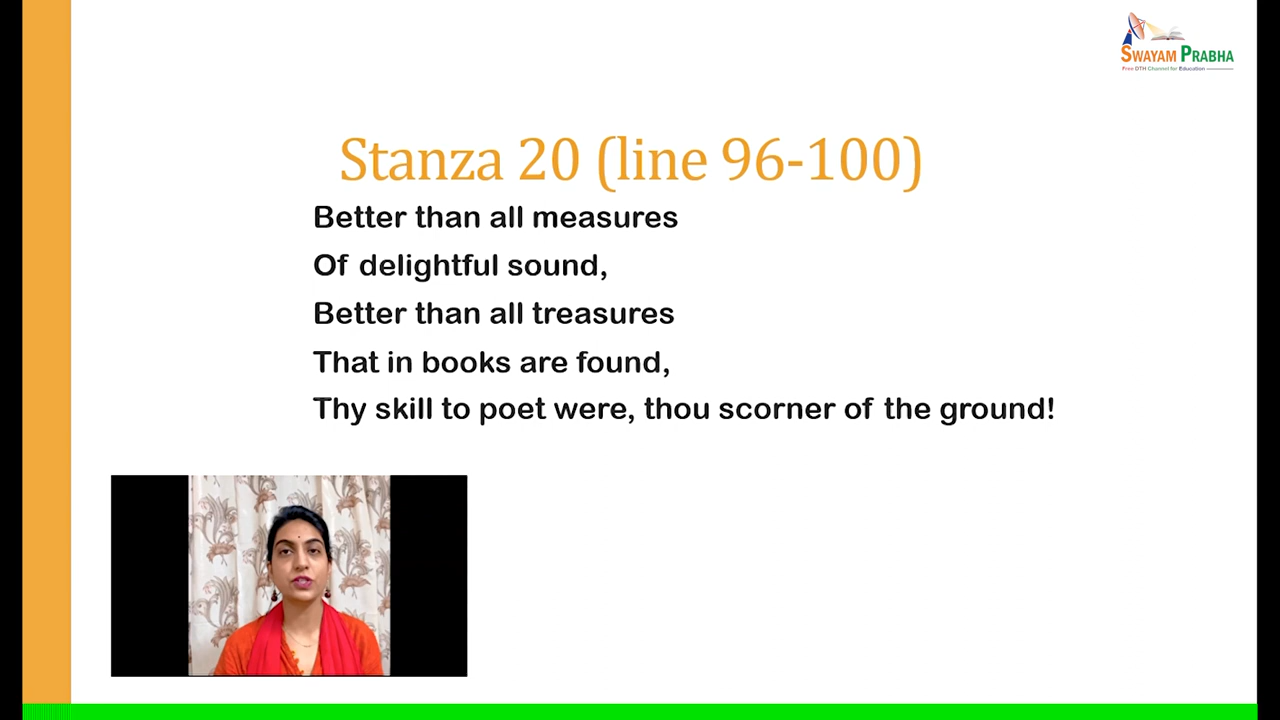 SWAYAM PRABHA
Free DTH Channel for Education
Stanza 20 (line 96-100)
Better than all measures
Of delightful sound,
Better than all treasures
That in books are found,
Thy skill to poet were, thou scorner of the ground!